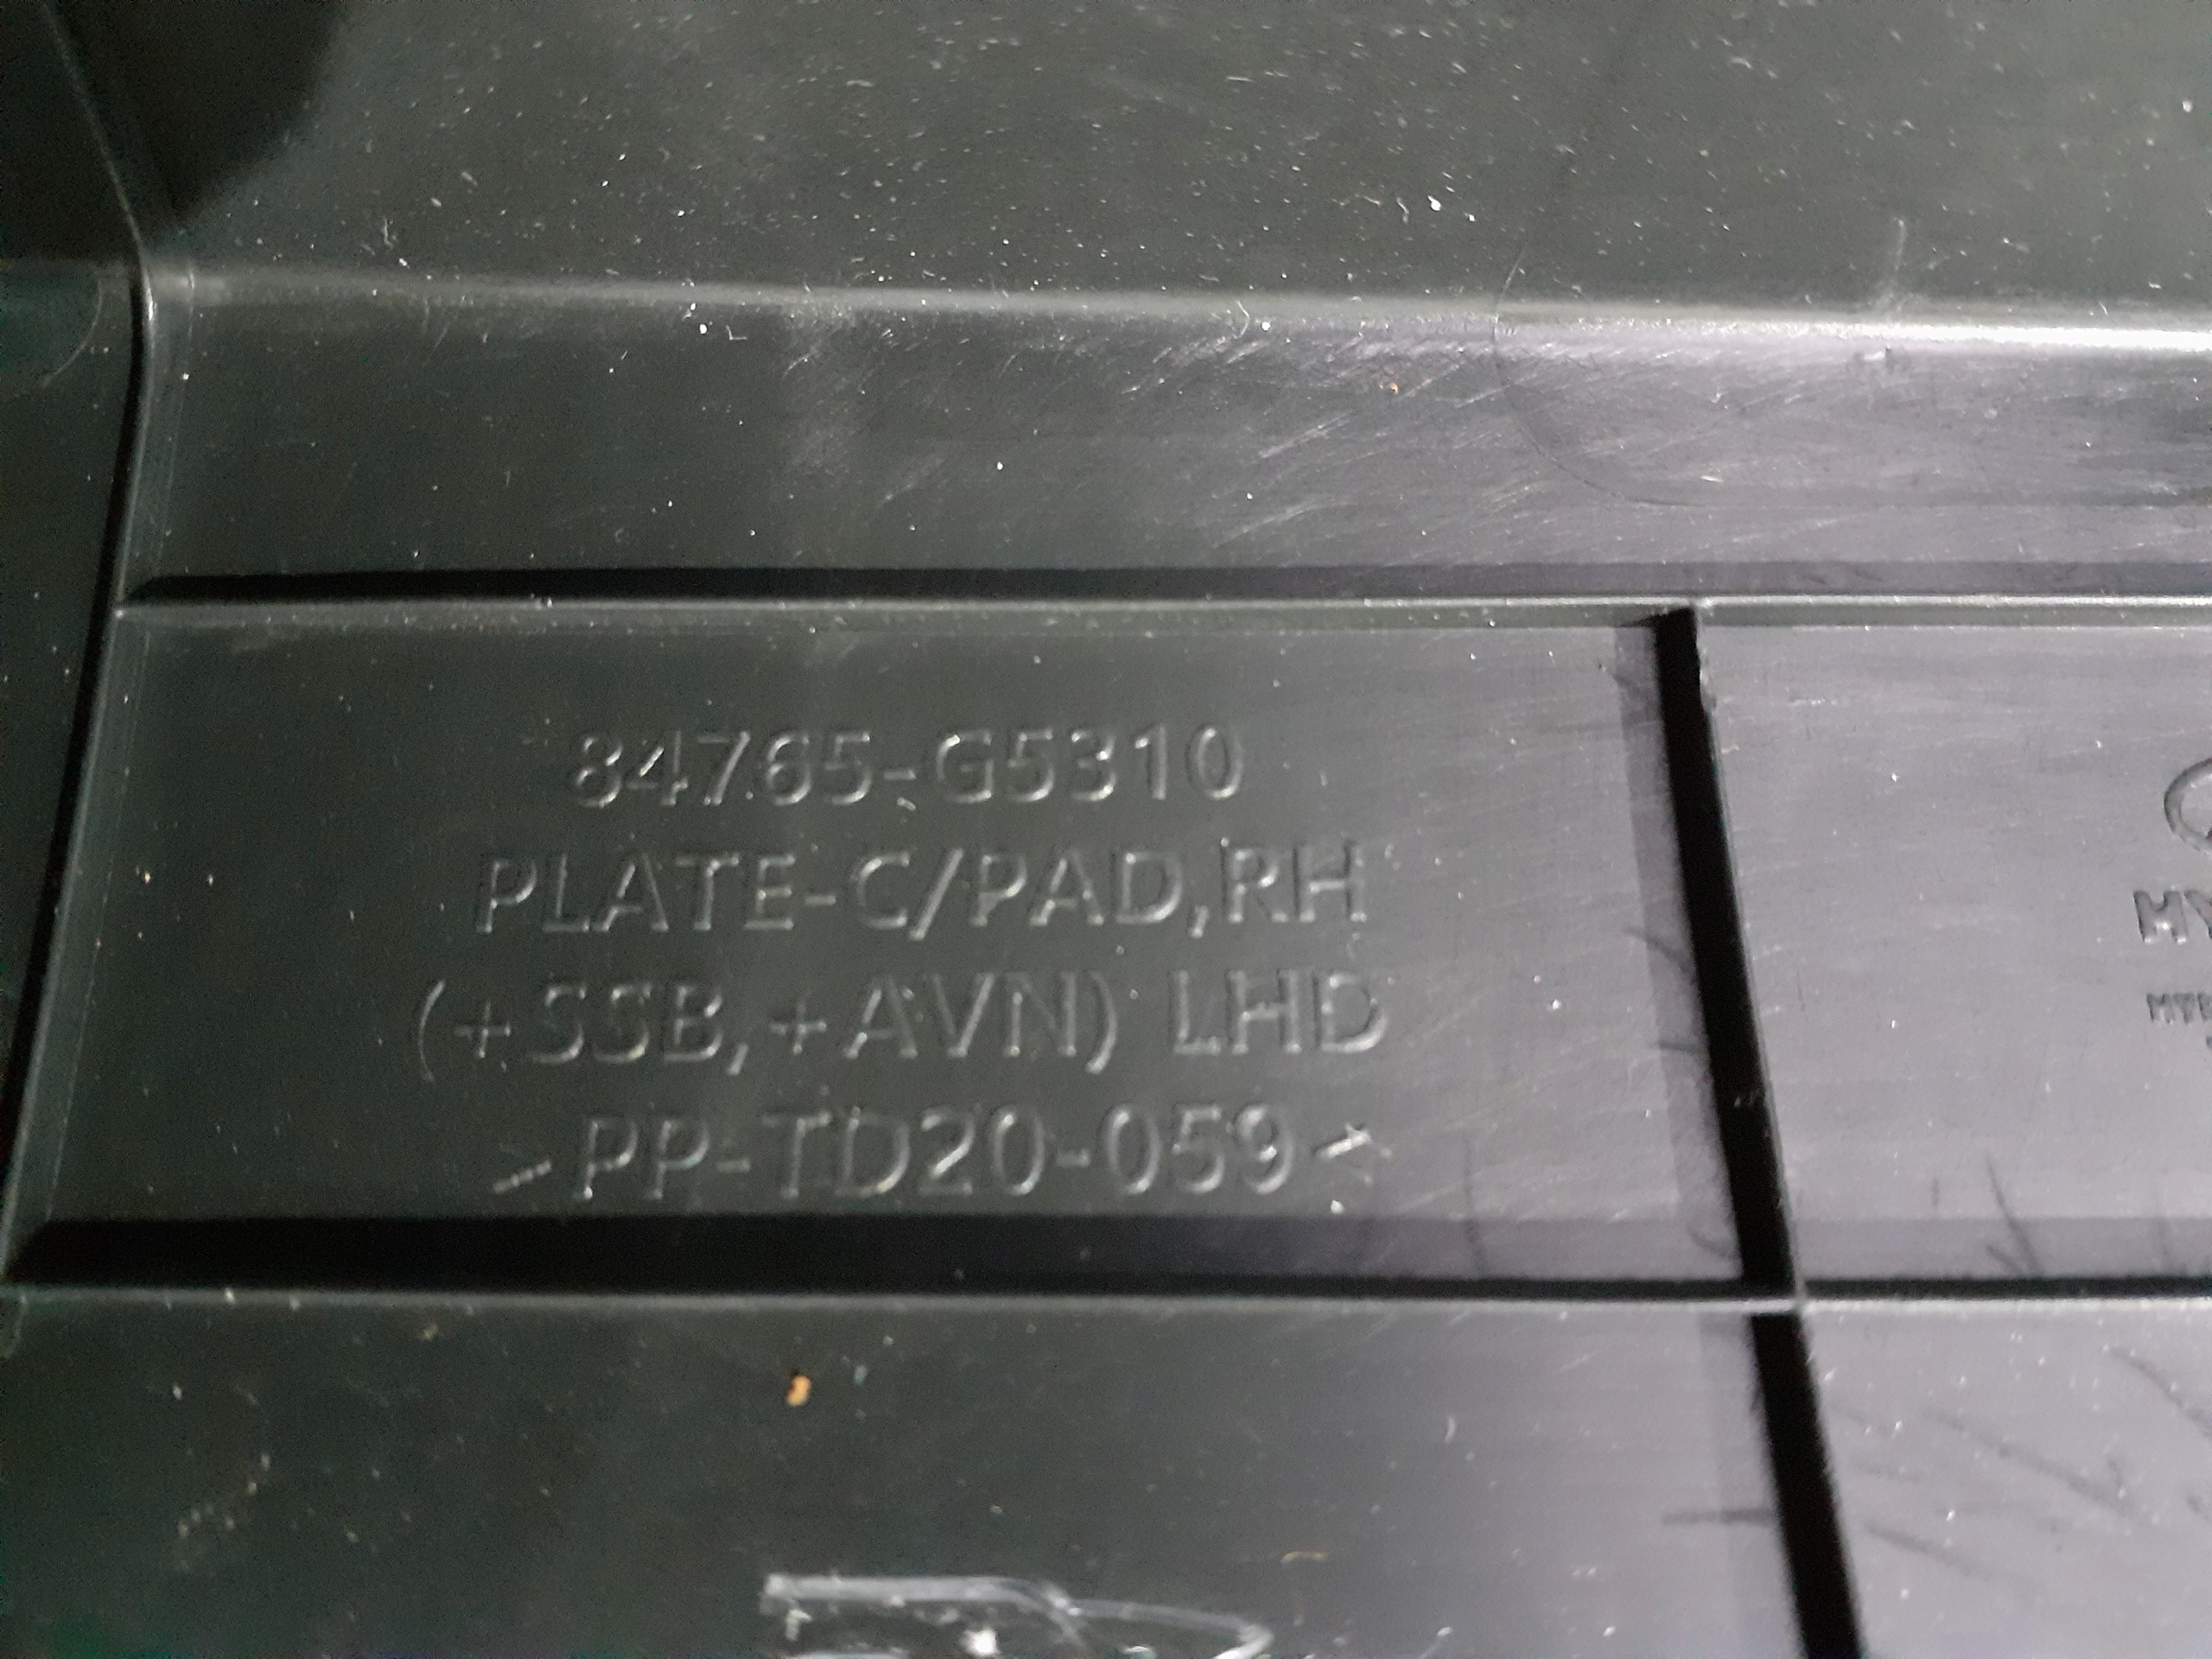 84765-G5310
PLATE-C/PAD,RH
(+SSB,+AVN) LHD
>PP-TD20-059<